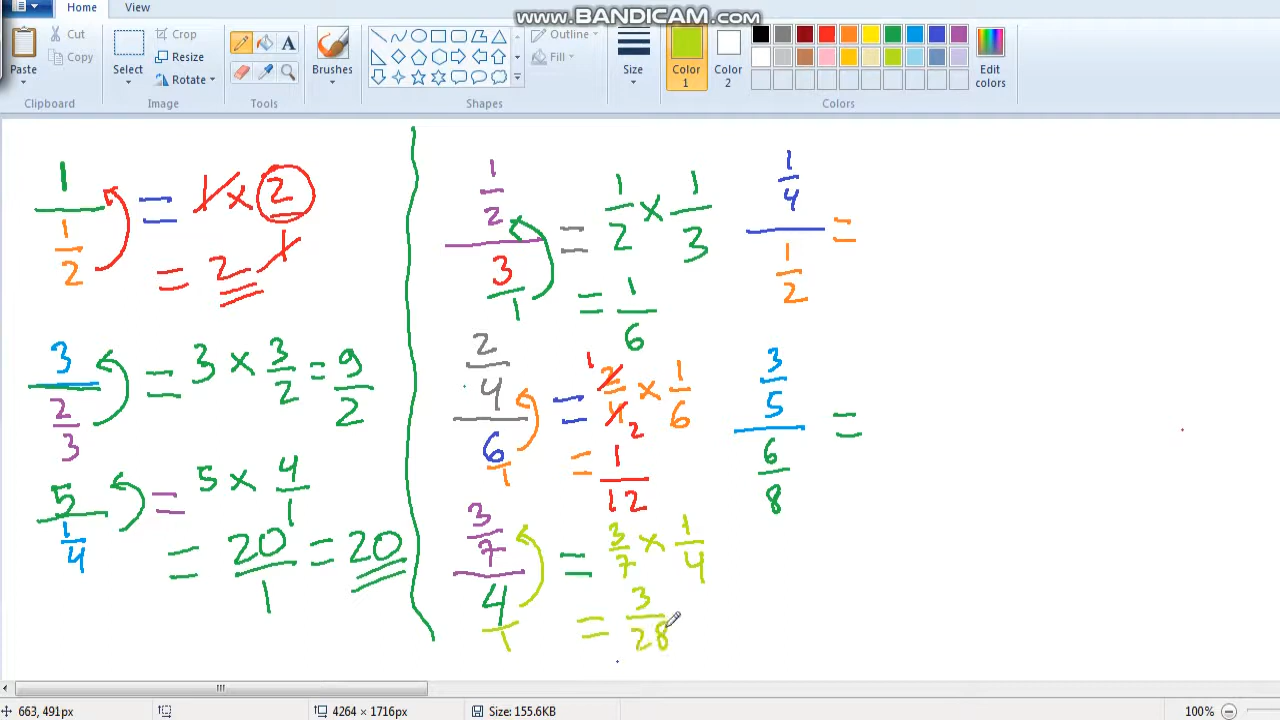 www.BANDICAM.com
Home View
Paste
Cut
Copy
Clipboard
Select
Crop
Resize
Rotate
Image
A
Tools
Brushes
Outline
Fill
Shapes
Size
Color 1
Color 2
Edit colors
Colors
1 / (1/2) = 1 x 2 / 1
= 2
3 / (2/3) = 3 x 3/2 = 9/2
5 / (1/4) = 5 x 4/1
= 20/1 = 20
(1/2) / (3/1) = 1/2 x 1/3
= 1/6
(2/4) / (6/1) = 2/4 x 1/6
1 2
= 1/12
(3/7) / (4/1) = 3/7 x 1/4
= 3/28
(1/4) / (1/2) =
(3/5) / (6/8) =
663, 491px
4264 × 1716px
Size: 155.6KB
100%